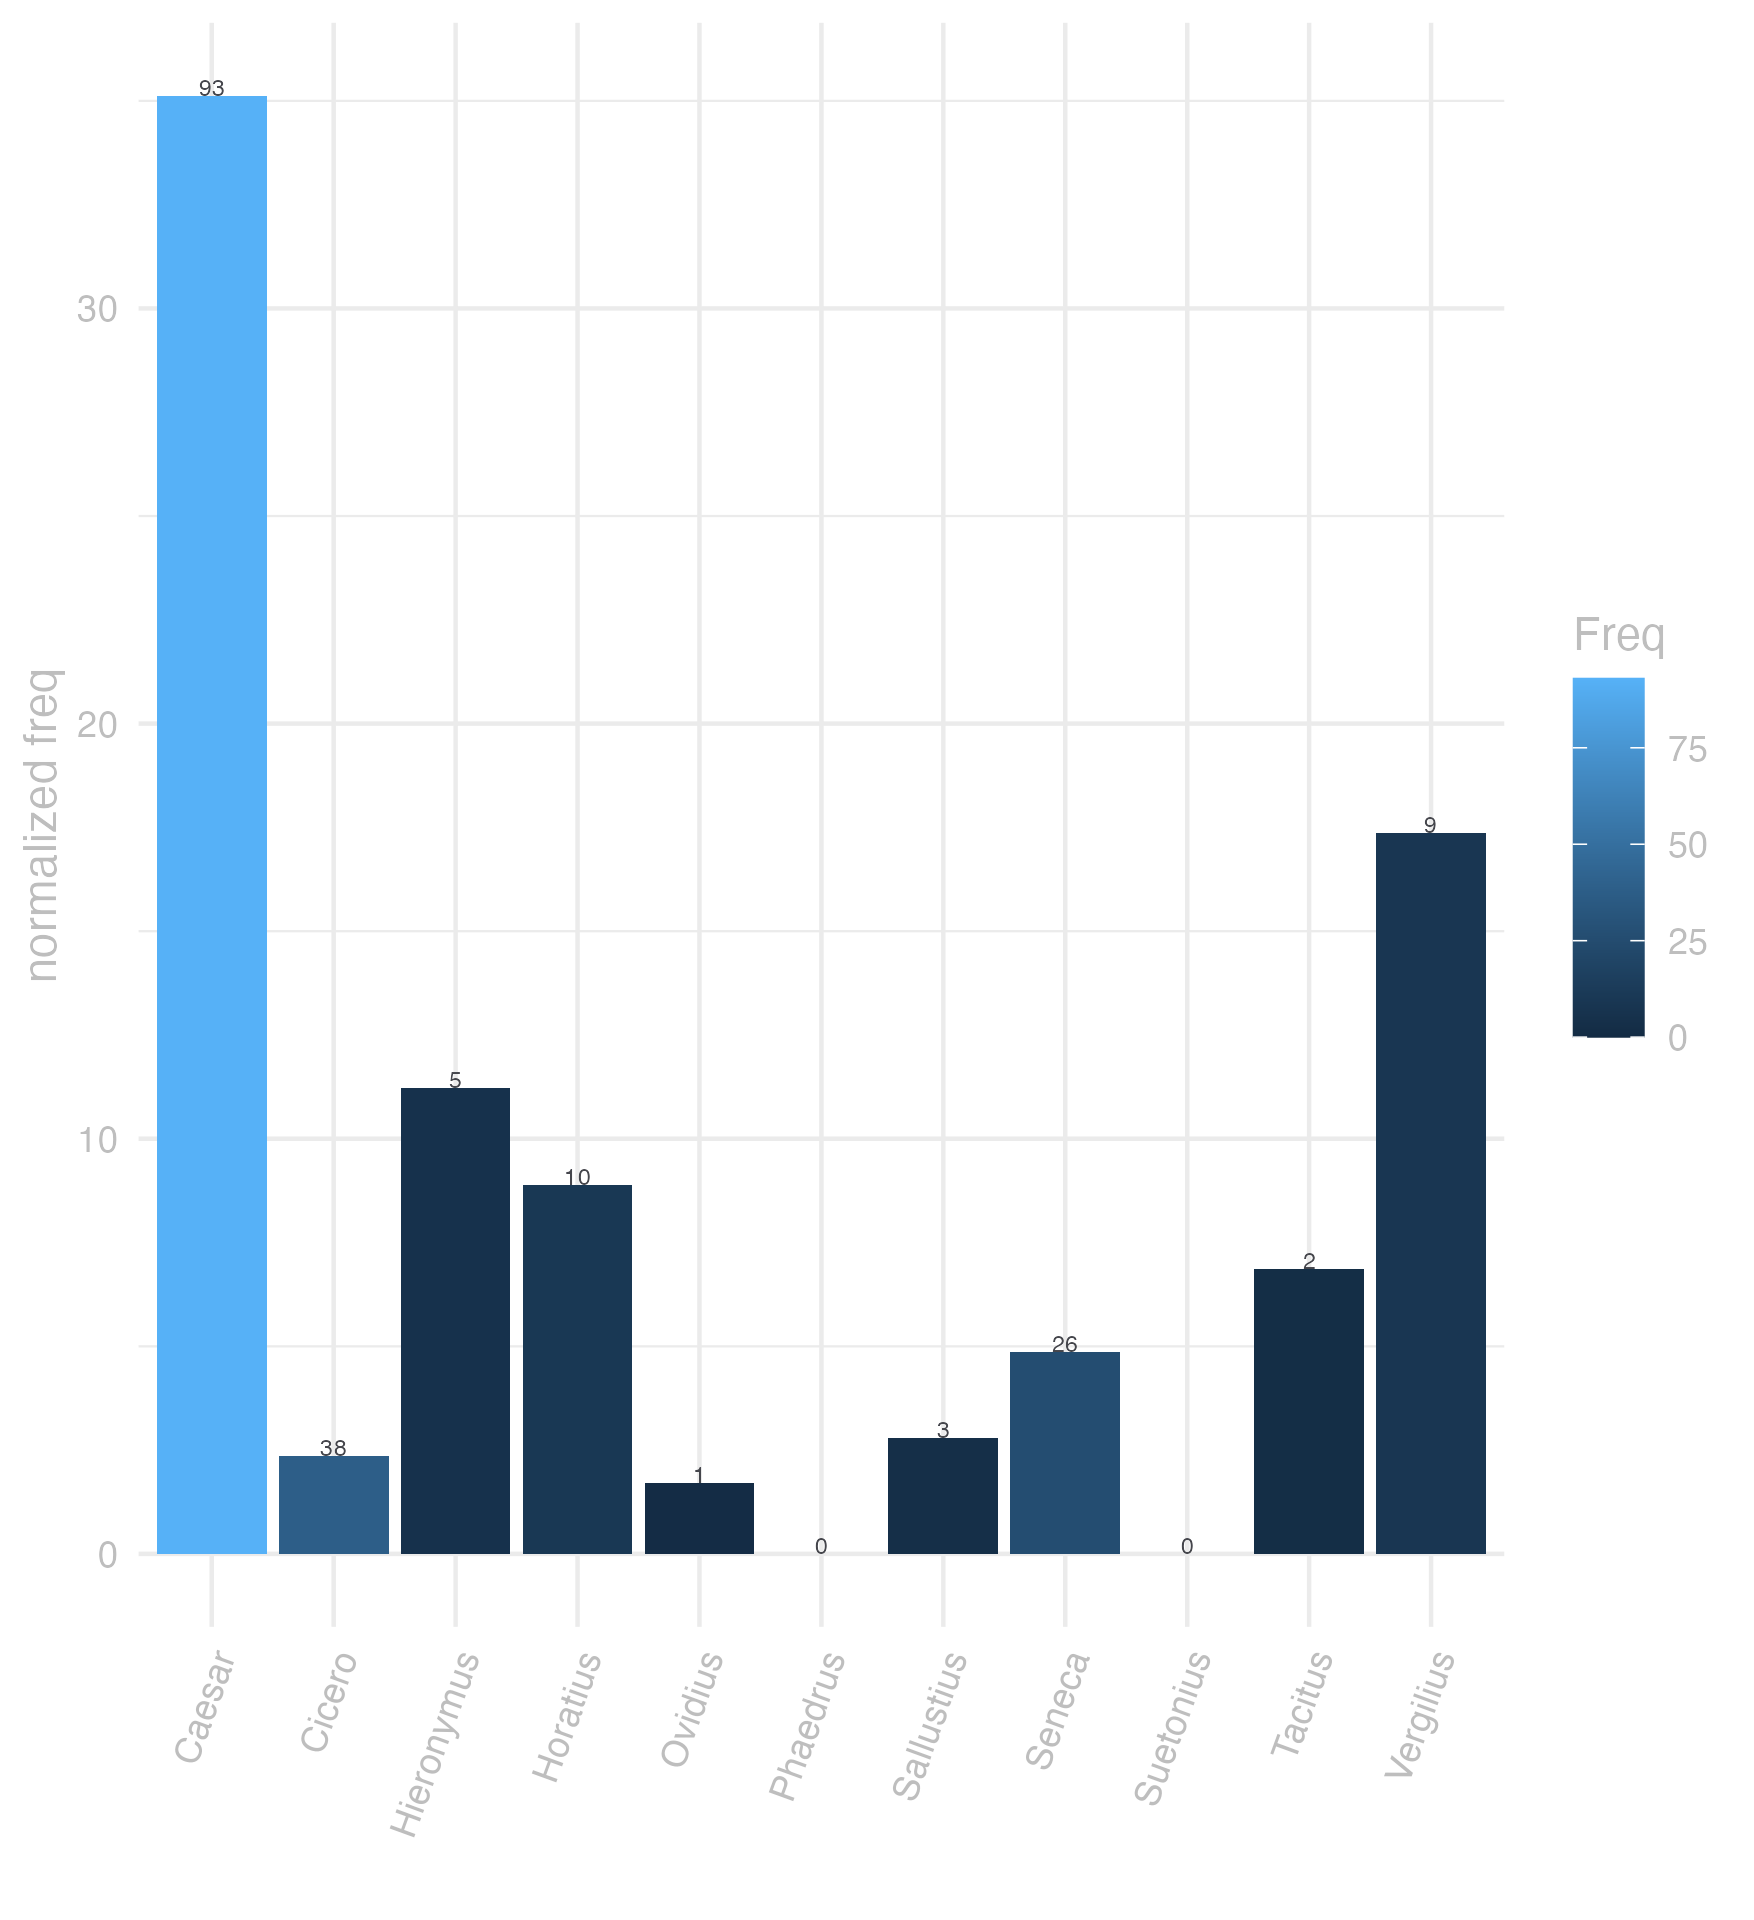 93
30
Freq
20
75
9
50
normalized freq
25
0
5
10
10
2
26
3
38
1
0
0
0
Caesar
Cicero
Hieronymus
Horatius
Ovidius
Phaedrus
Sallustius
Seneca
Suetonius
Tacitus
Vergilius